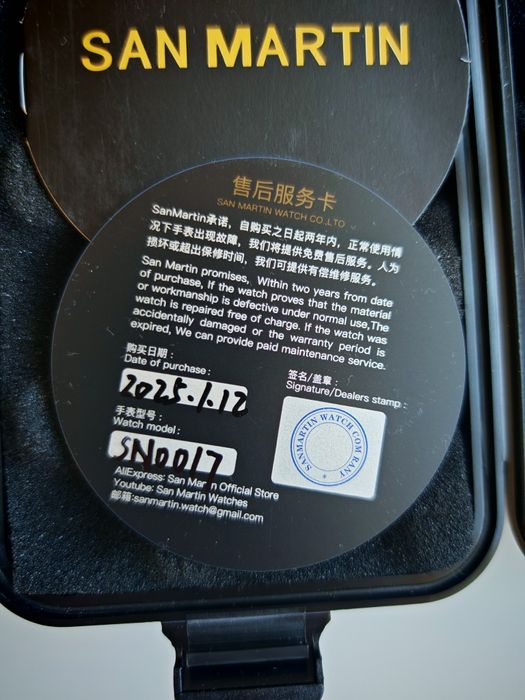 SAN MARTIN
售后服务卡
SAN MARTIN WATCH CO.,LTD
SanMartin承诺，自购买之日起两年内，正常使用情
况下手表出现故障，我们将提供免费售后服务。人为
损坏或超出保修时间，我们可提供有偿维修服务。
San Martin promises, Within two years from date
of purchase, If the watch proves that the material
or workmanship is defective under normal use,The
watch is repaired free of charge. If the watch was
accidentally damaged or the warranty period is
expired, We can provide paid maintenance service.
购买日期：
Date of purchase:
2025.1.12
手表型号：
Watch model:
SN0017
签名/盖章：
Signature/Dealers stamp:
SANMARTIN WATCH COM RANY
AliExpress: San Martin Official Store
Youtube: San Martin Watches
邮箱:sanmartin.watch@gmail.com